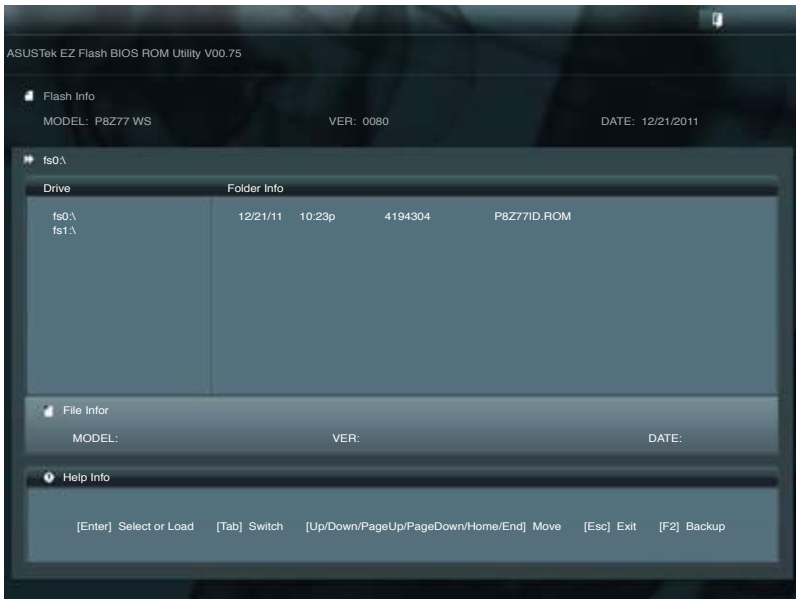 ASUSTek EZ Flash BIOS ROM Utility V00.75
Flash Info
MODEL: P8Z77 WS VER: 0080 DATE: 12/21/2011
fs0:\
Drive Folder Info
fs0:\ 12/21/11 10:23p 4194304 P8Z77ID.ROM
fs1:\
File Infor
MODEL: VER: DATE:
Help Info
[Enter] Select or Load [Tab] Switch [Up/Down/PageUp/PageDown/Home/End] Move [Esc] Exit [F2] Backup